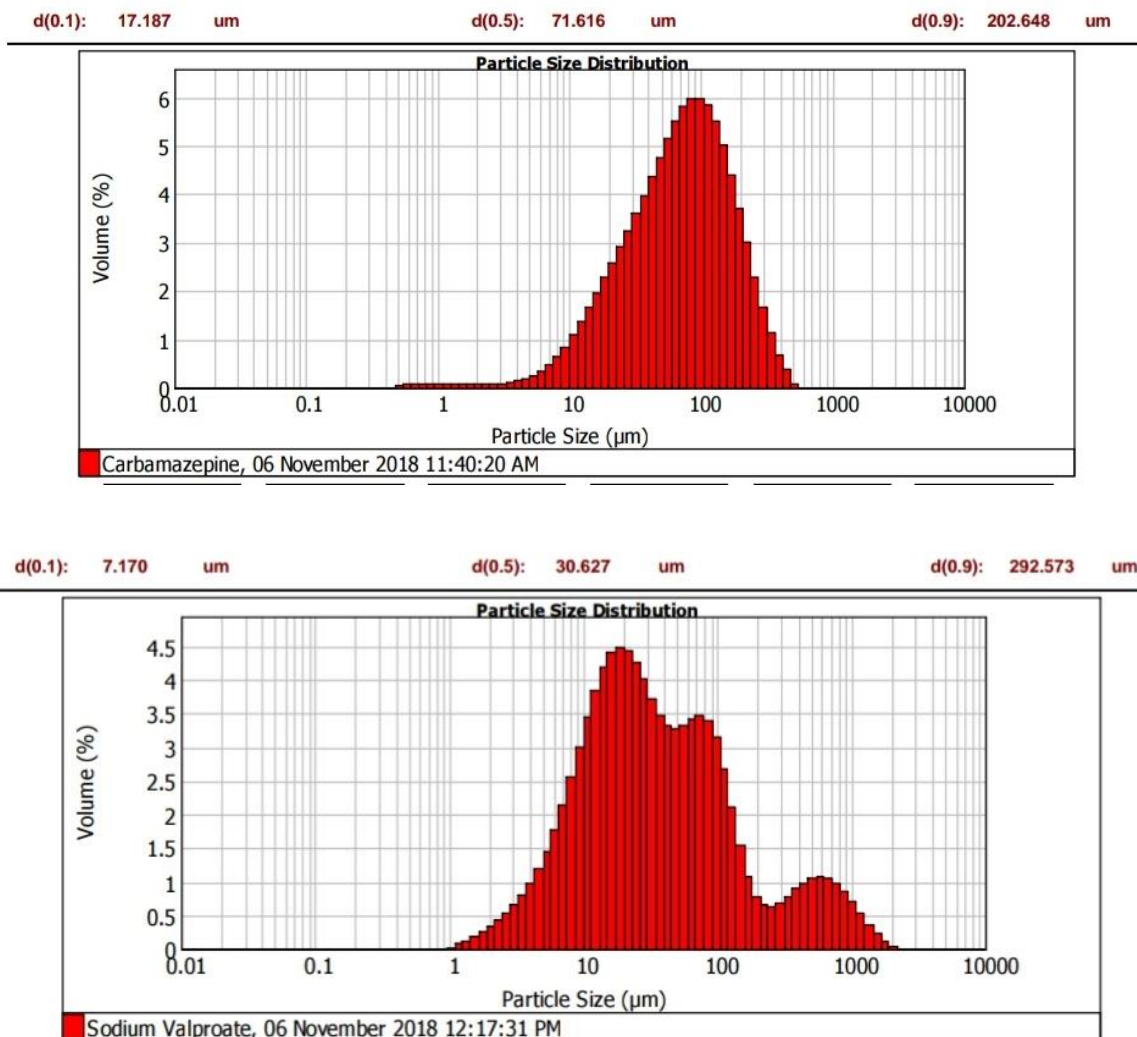 d(0.1): 17.187 um d(0.5): 71.616 um d(0.9): 202.648 um
Particle Size Distribution
6
5
4
3
2
1
0
Volume (%)
0.01 0.1 1 10 100 1000 10000
Particle Size (µm)
Carbamazepine, 06 November 2018 11:40:20 AM
d(0.1): 7.170 um d(0.5): 30.627 um d(0.9): 292.573 um
Particle Size Distribution
4.5
4
3.5
3
2.5
2
1.5
1
0.5
0
Volume (%)
0.01 0.1 1 10 100 1000 10000
Particle Size (µm)
Sodium Valproate, 06 November 2018 12:17:31 PM